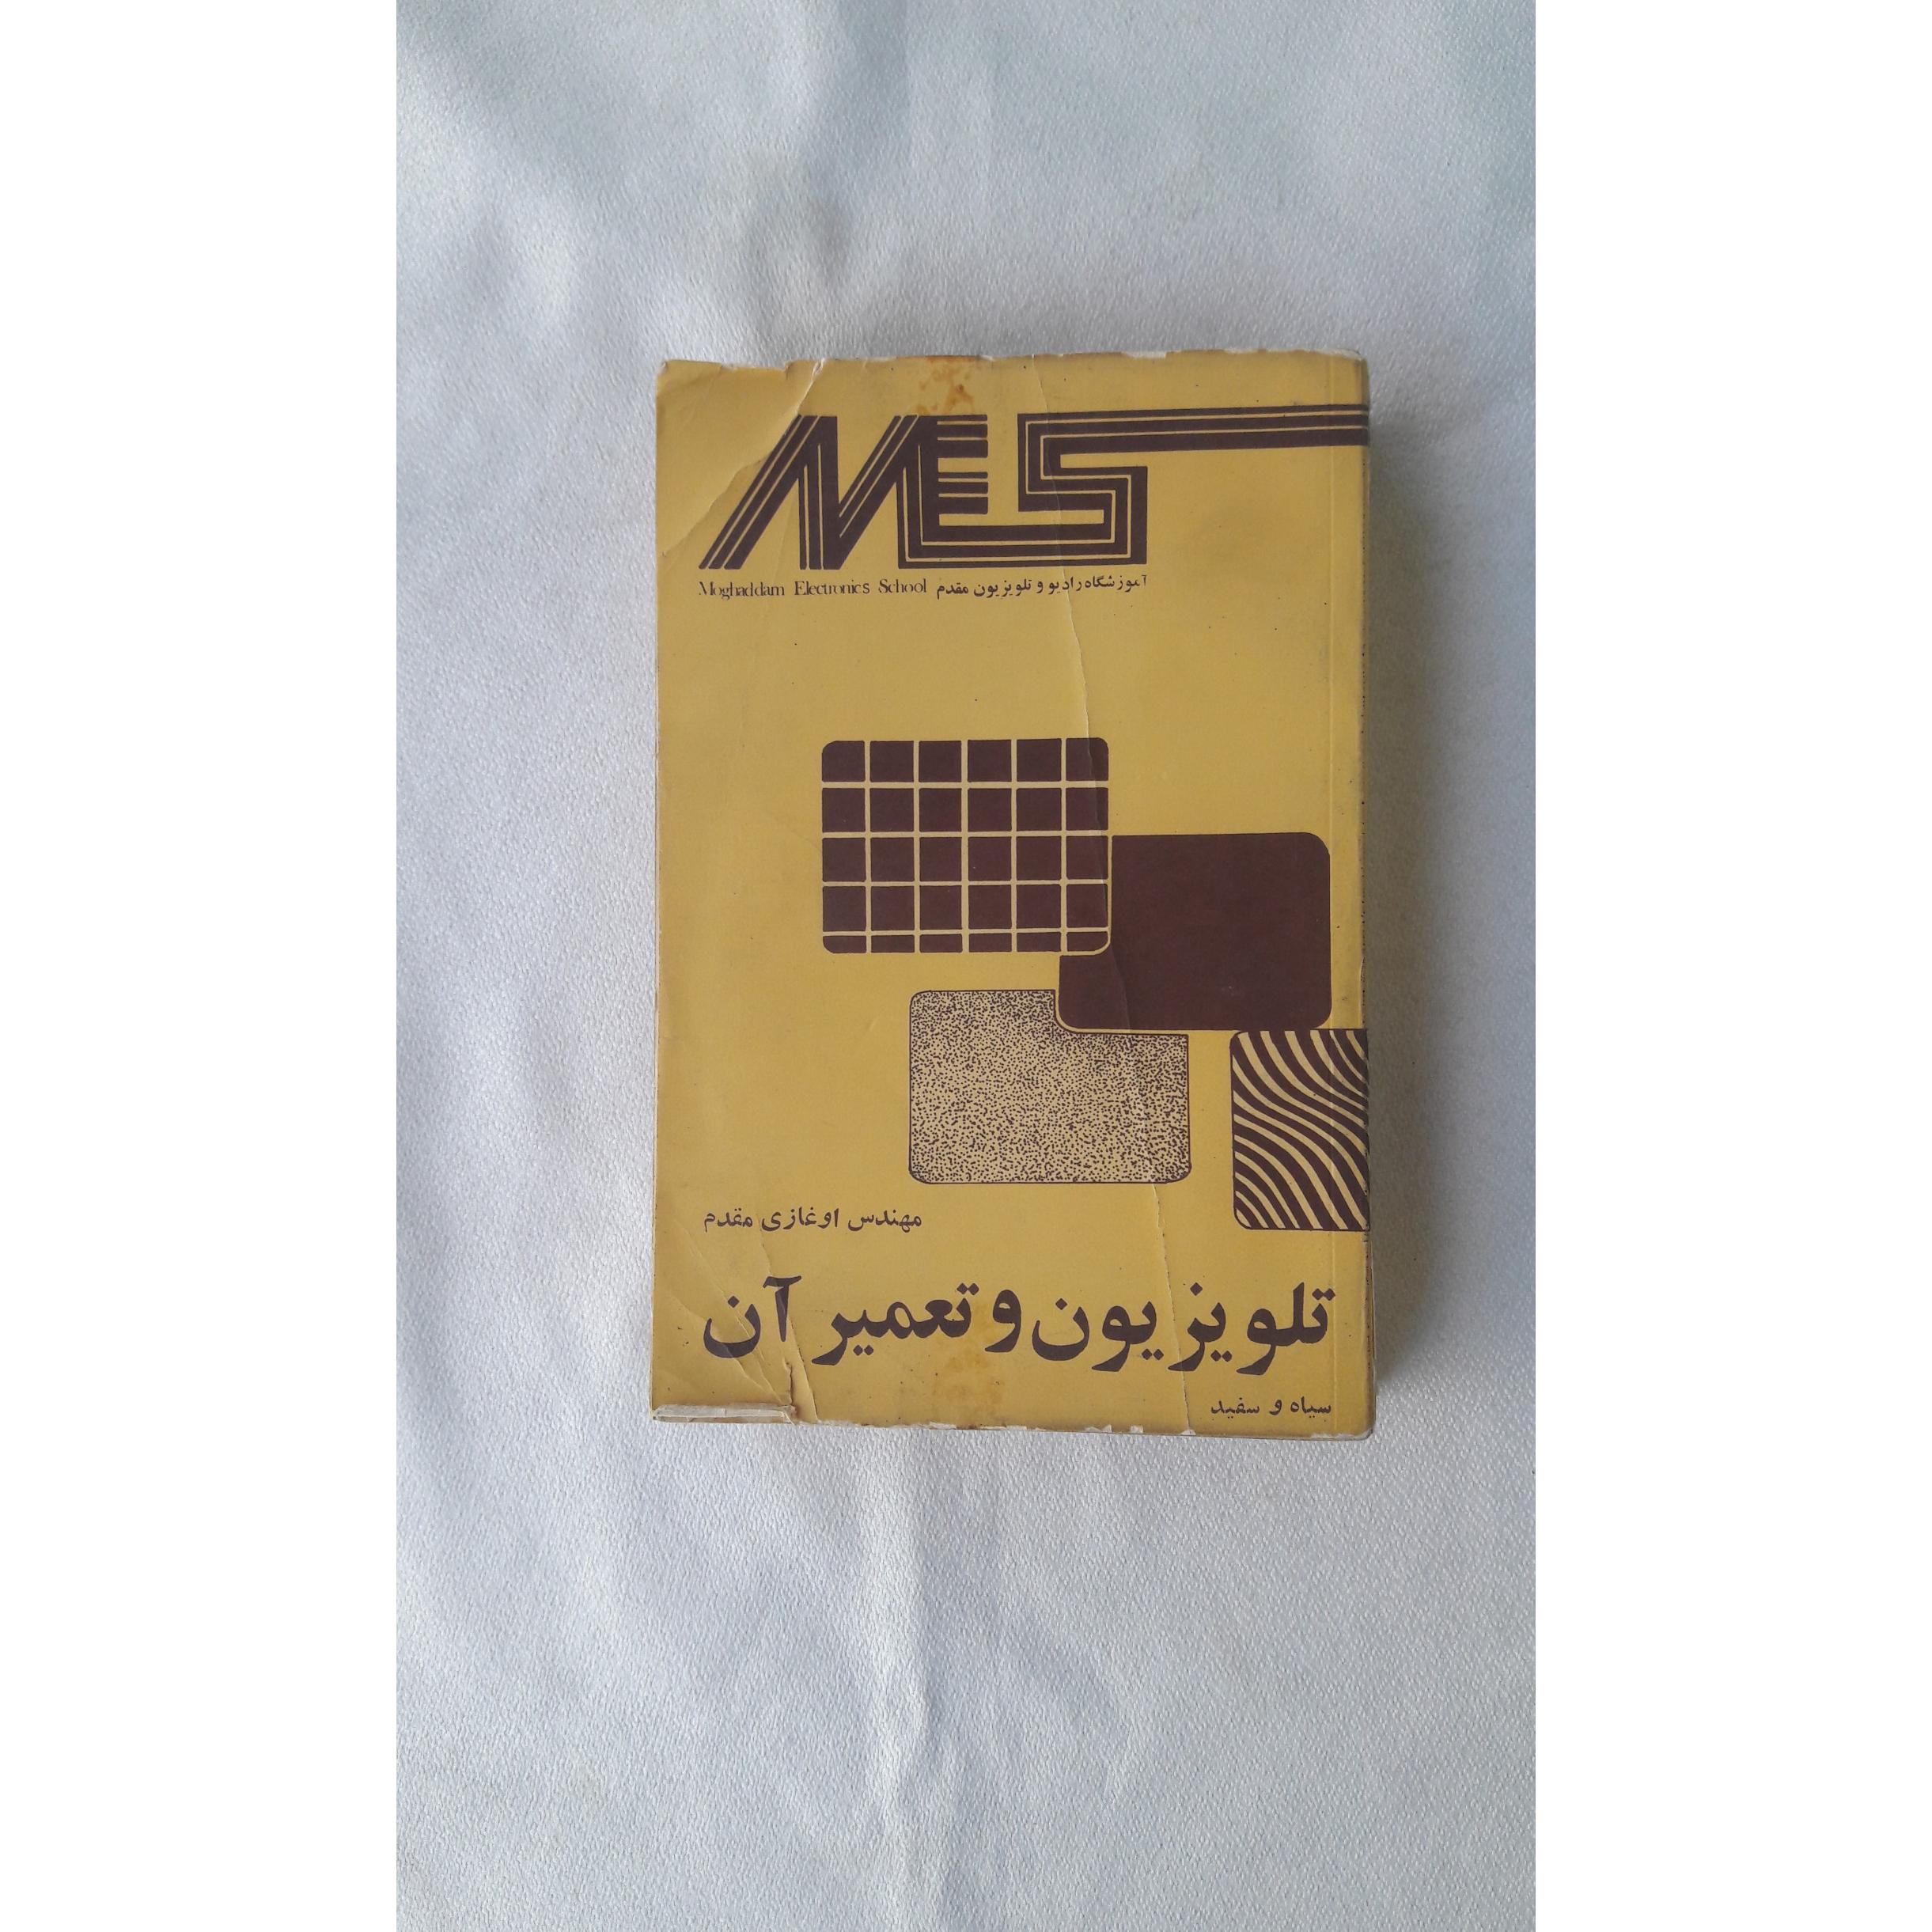 MES
Moghaddam Electronics School آموزشگاه رادیو و تلویزیون مقدم
مهندس اوغازی مقدم
تلویزیون و تعمیر آن
سیاه و سفید